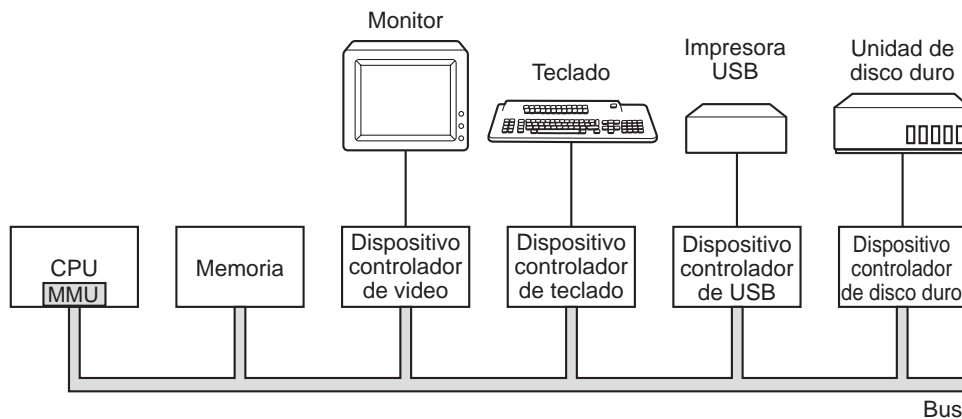 Monitor
Teclado
Impresora
USB
Unidad de
disco duro
CPU
MMU
Memoria
Dispositivo
controlador
de video
Dispositivo
controlador
de teclado
Dispositivo
controlador
de USB
Dispositivo
controlador
de disco duro
Bus